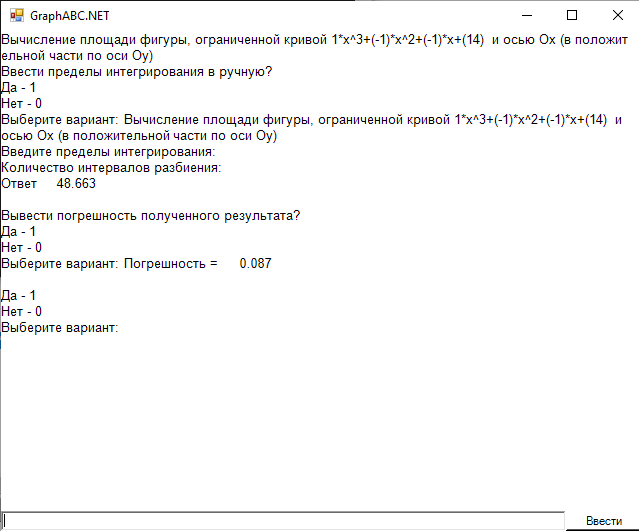 GraphABC.NET
Вычисление площади фигуры, ограниченной кривой 1*x^3+(-1)*x^2+(-1)*x+(14) и осью Ox (в положит
ельной части по оси Oy)
Ввести пределы интегрирования в ручную?
Да - 1
Нет - 0
Выберите вариант: Вычисление площади фигуры, ограниченной кривой 1*x^3+(-1)*x^2+(-1)*x+(14) и
осью Ox (в положительной части по оси Oy)
Введите пределы интегрирования:
Количество интервалов разбиения:
Ответ 48.663
Вывести погрешность полученного результата?
Да - 1
Нет - 0
Выберите вариант: Погрешность = 0.087
Да - 1
Нет - 0
Выберите вариант:
Ввести